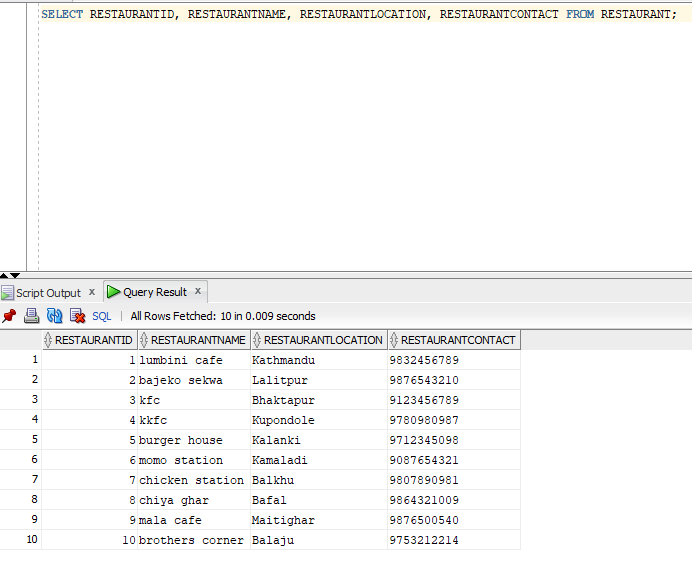 SELECT RESTAURANTID, RESTAURANTNAME, RESTAURANTLOCATION, RESTAURANTCONTACT FROM RESTAURANT;
Script Output x Query Result x
SQL | All Rows Fetched: 10 in 0.009 seconds
RESTAURANTID RESTAURANTNAME RESTAURANTLOCATION RESTAURANTCONTACT
1 1 lumbini cafe Kathmandu 9832456789
2 2 bajeko sekwa Lalitpur 9876543210
3 3 kfc Bhaktapur 9123456789
4 4 kkfc Kupondole 9780980987
5 5 burger house Kalanki 9712345098
6 6 momo station Kamaladi 9087654321
7 7 chicken station Balkhu 9807890981
8 8 chiya ghar Bafal 9864321009
9 9 mala cafe Maitighar 9876500540
10 10 brothers corner Balaju 9753212214